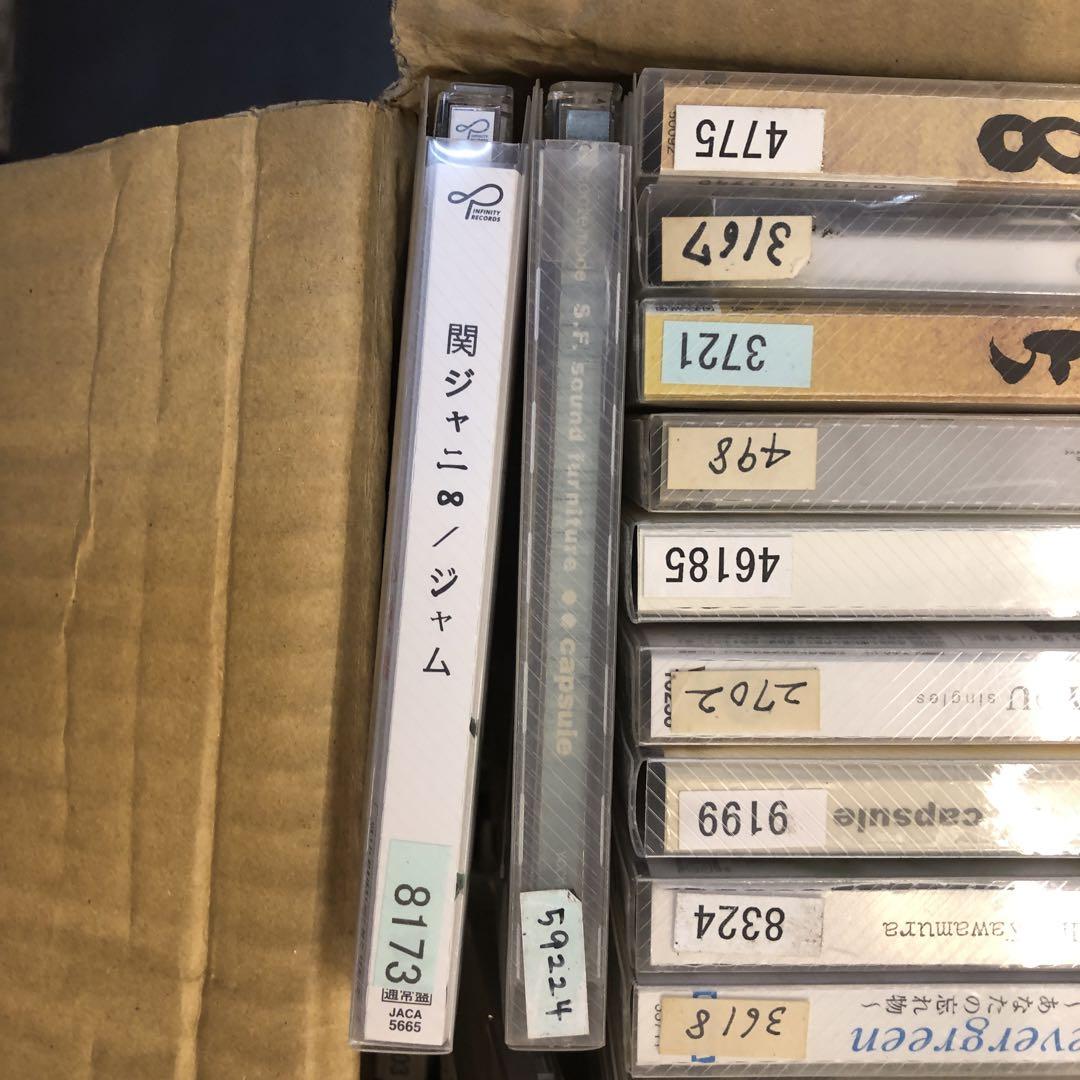 INFINITY
RECORDS
関ジャニ∞/ジャム
8173
通常盤
JACA
5665
S.F. sound furniture ●● capsule
59224
4775
8
3167
3721
498
46185
2702
singles
9199
capsule
8324
Kawamura
3618
～あなたの忘れ物～
evergreen